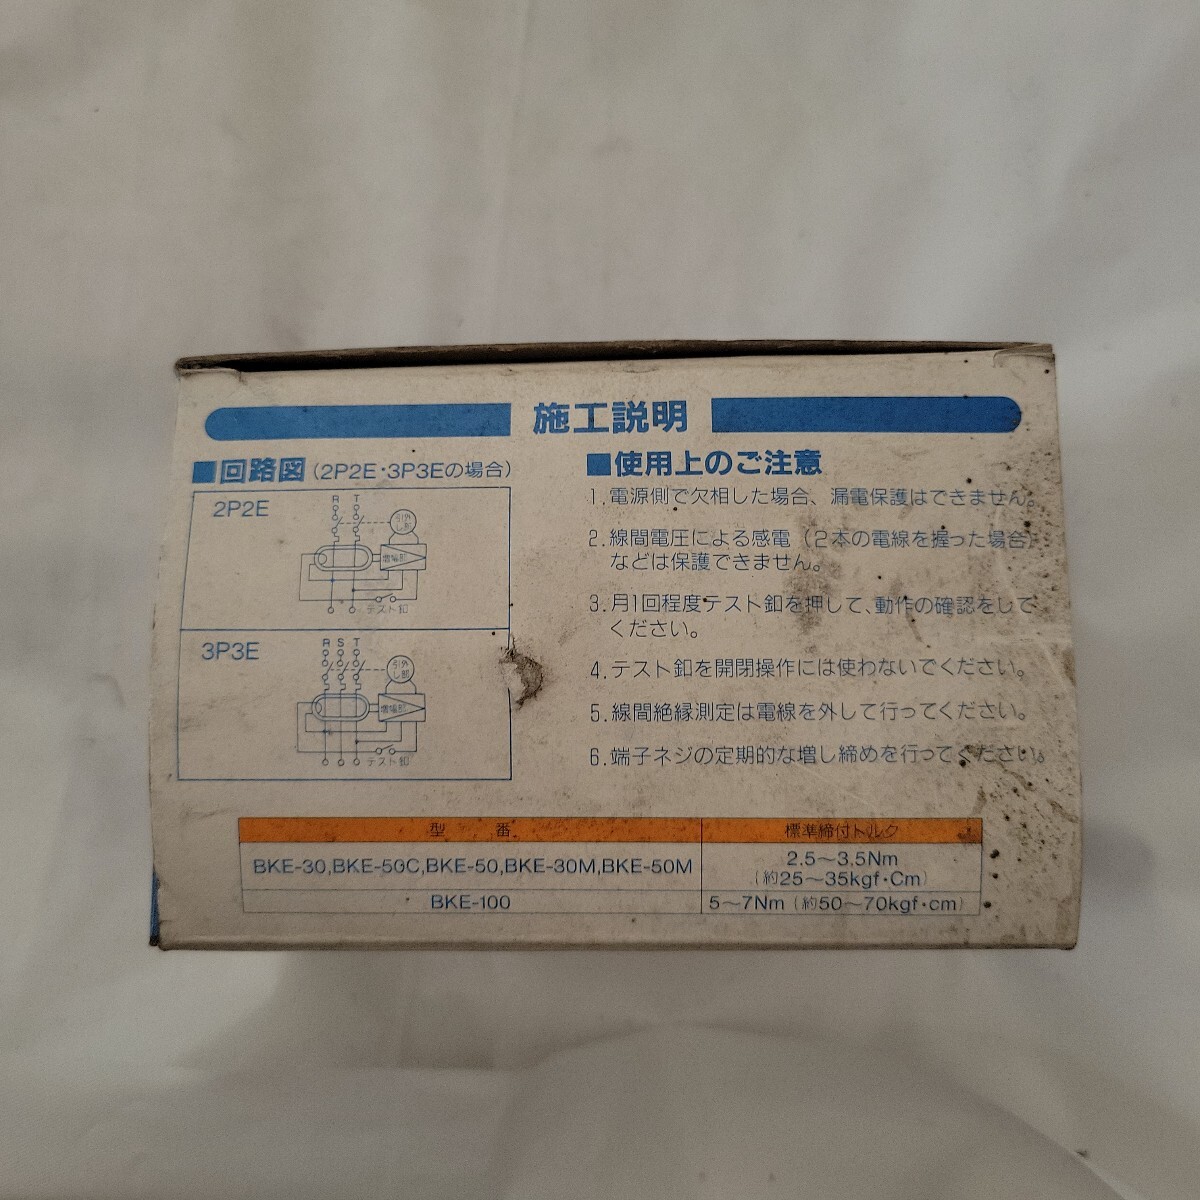 施工説明
■回路図(2P2E・3P3Eの場合)
2P2E
R T
引外
し部
増幅部
テスト釦
3P3E
R S T
引外
し部
増幅部
テスト釦
■使用上のご注意
1.電源側で欠相した場合、漏電保護はできません。
2.線間電圧による感電(2本の電線を握った場合)
などは保護できません。
3.月1回程度テスト釦を押して、動作の確認をして
ください。
4.テスト釦を開閉操作には使わないでください。
5.線間絶縁測定は電線を外して行ってください。
6.端子ネジの定期的な増し締めを行ってください。
型 番 標準締付トルク
BKE-30,BKE-50C,BKE-50,BKE-30M,BKE-50M 2.5～3.5Nm
(約25～35kgf・Cm)
BKE-100 5～7Nm(約50～70kgf・cm)